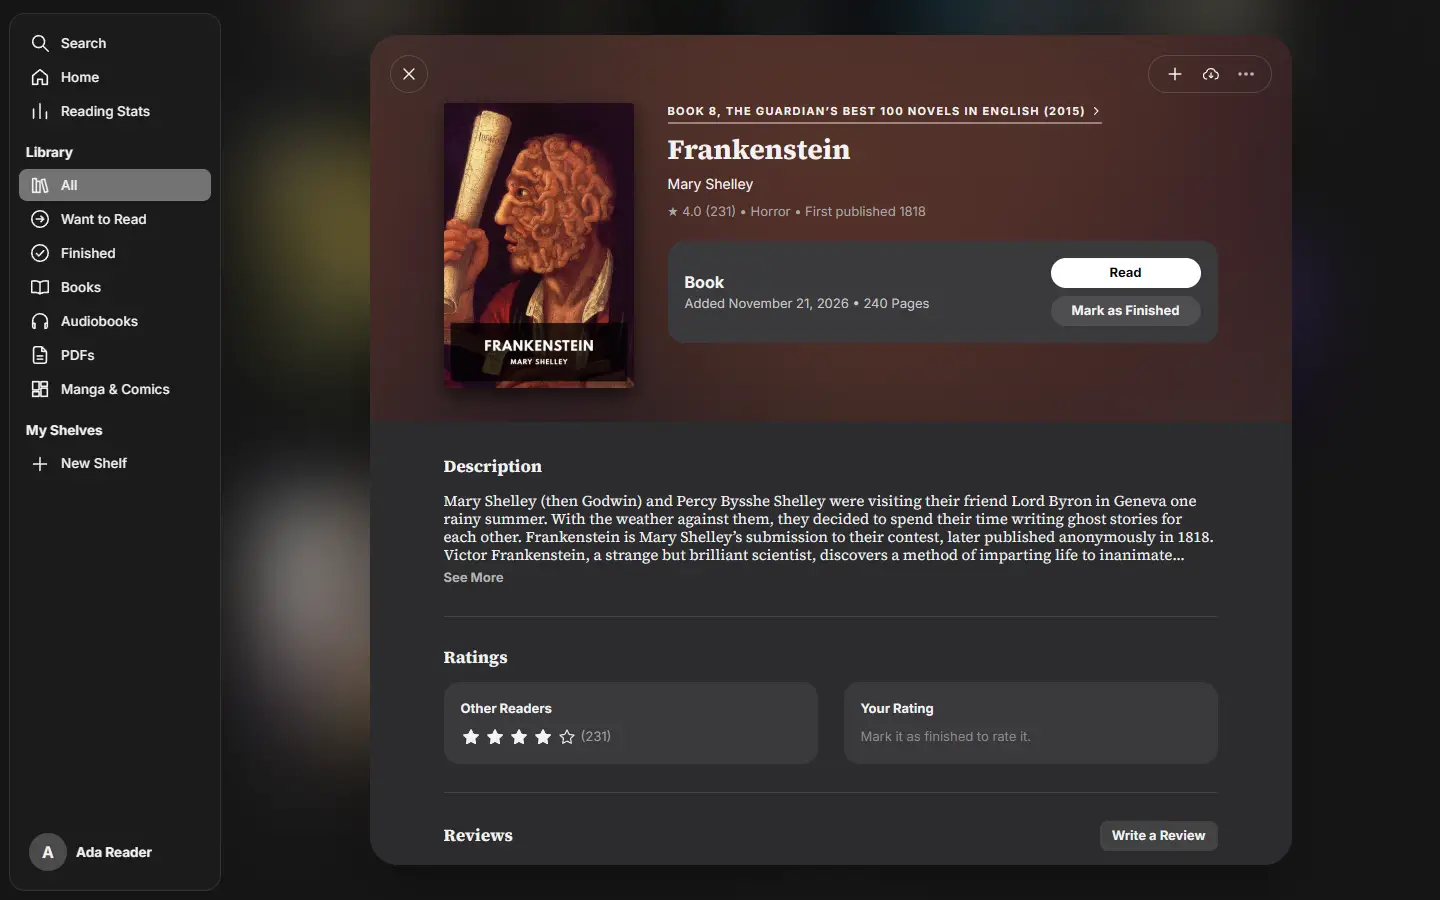 Search
Home
Reading Stats
Library
All
Want to Read
Finished
Books
Audiobooks
PDFs
Manga & Comics
My Shelves
New Shelf
A
Ada Reader
BOOK 8, THE GUARDIAN’S BEST 100 NOVELS IN ENGLISH (2015)
Frankenstein
Mary Shelley
★ 4.0 (231) • Horror • First published 1818
FRANKENSTEIN
MARY SHELLEY
Book
Added November 21, 2026 • 240 Pages
Read
Mark as Finished
Description
Mary Shelley (then Godwin) and Percy Bysshe Shelley were visiting their friend Lord Byron in Geneva one
rainy summer. With the weather against them, they decided to spend their time writing ghost stories for
each other. Frankenstein is Mary Shelley’s submission to their contest, later published anonymously in 1818.
Victor Frankenstein, a strange but brilliant scientist, discovers a method of imparting life to inanimate...
See More
Ratings
Other Readers
(231)
Your Rating
Mark it as finished to rate it.
Reviews
Write a Review